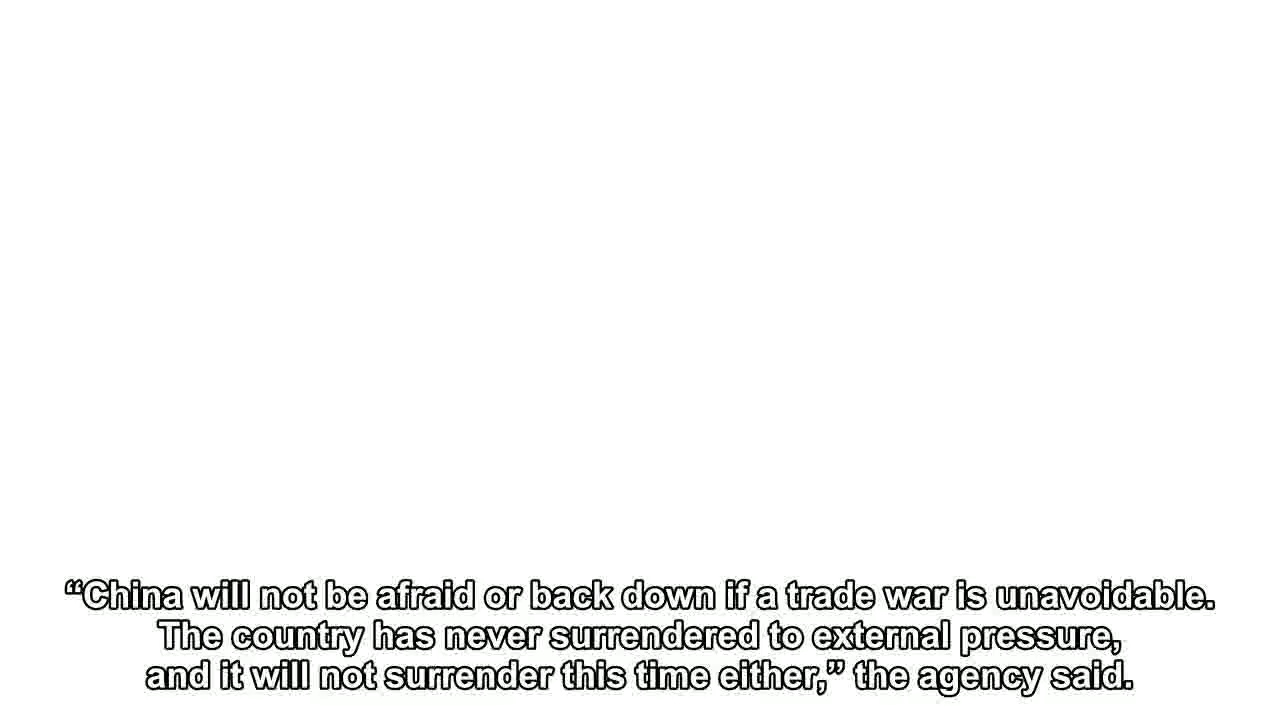 “China will not be afraid or back down if a trade war is unavoidable.
The country has never surrendered to external pressure,
and it will not surrender this time either,” the agency said.